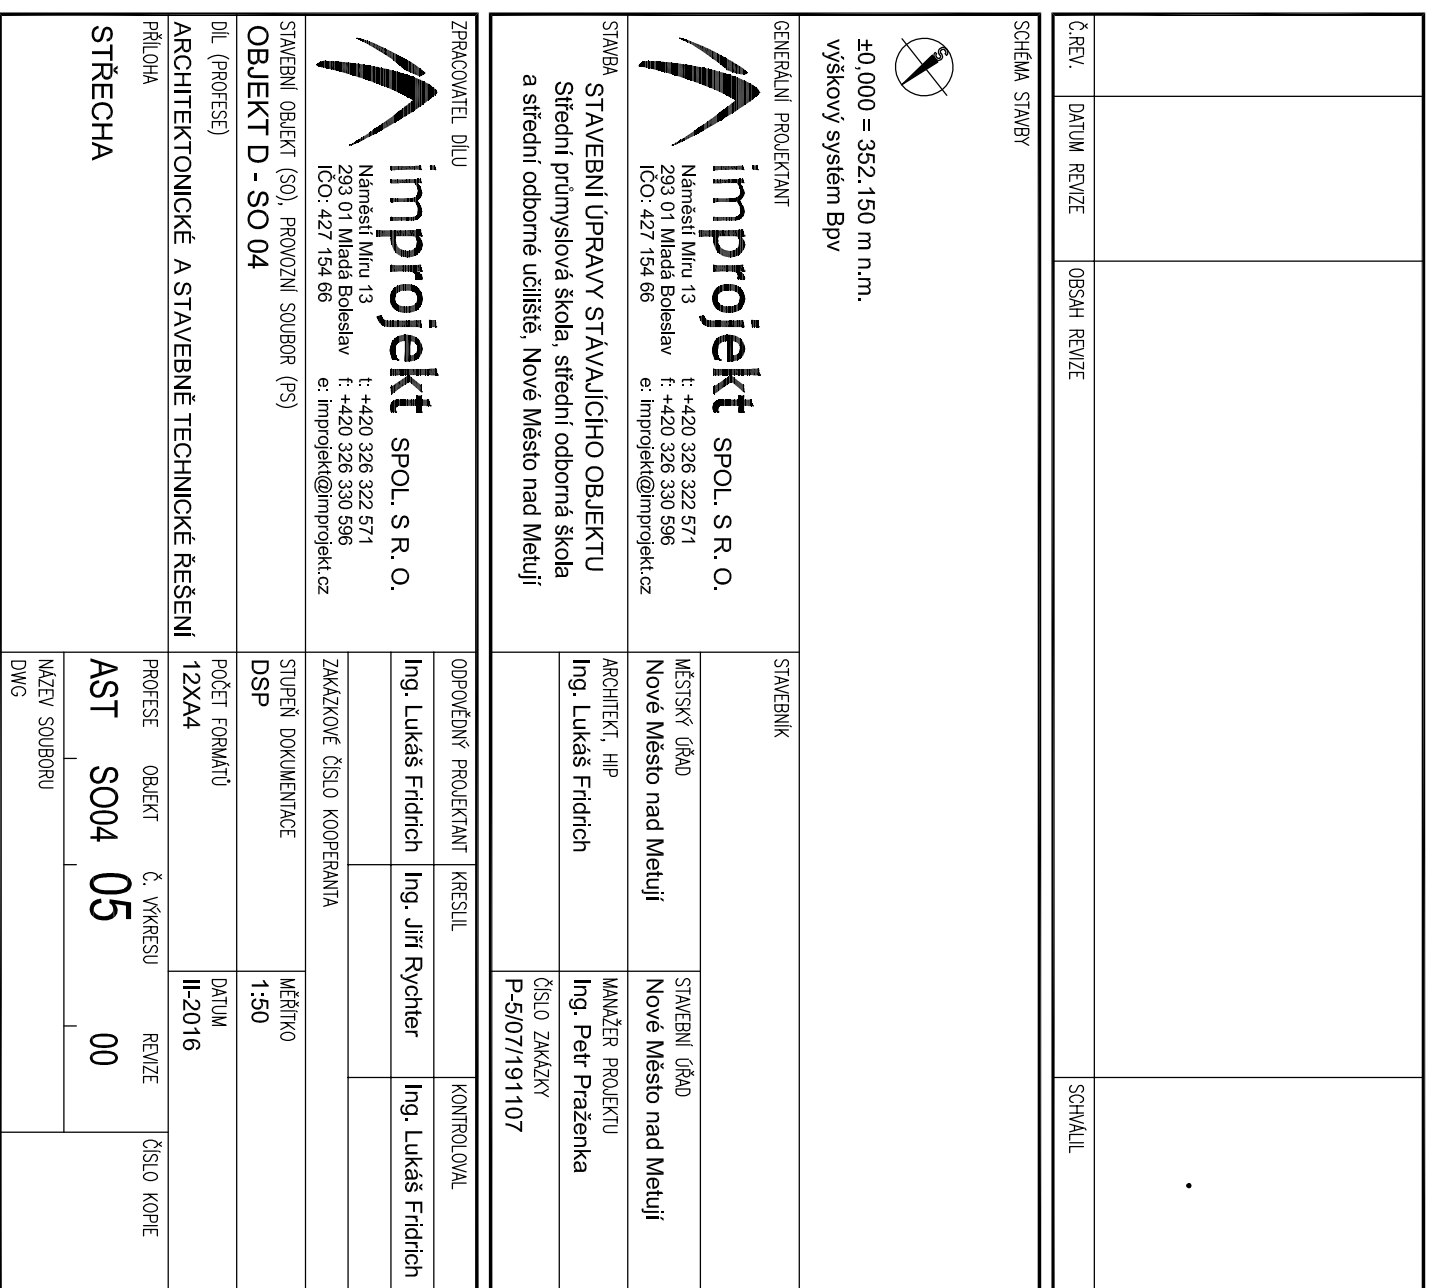 Č.REV.
DATUM REVIZE
OBSAH REVIZE
SCHVÁLIL
SCHÉMA STAVBY
±0,000 = 352.150 m n.m.
výškový systém Bpv
GENERÁLNÍ PROJEKTANT
improjekt SPOL. S R. O.
Náměstí Míru 13
293 01 Mladá Boleslav
IČO: 427 154 66
t: +420 326 322 571
f: +420 326 330 596
e: improjekt@improjekt.cz
STAVEBNÍK
MĚSTSKÝ ÚŘAD
Nové Město nad Metují
STAVEBNÍ ÚŘAD
Nové Město nad Metují
STAVBA
STAVEBNÍ ÚPRAVY STÁVAJÍCÍHO OBJEKTU
Střední průmyslová škola, střední odborná škola
a střední odborné učiliště, Nové Město nad Metují
ARCHITEKT, HIP
Ing. Lukáš Fridrich
MANAŽER PROJEKTU
Ing. Petr Praženka
ČÍSLO ZAKÁZKY
P-5/07/191107
ZPRACOVATEL DÍLU
improjekt SPOL. S R. O.
Náměstí Míru 13
293 01 Mladá Boleslav
IČO: 427 154 66
t: +420 326 322 571
f: +420 326 330 596
e: improjekt@improjekt.cz
ODPOVĚDNÝ PROJEKTANT
Ing. Lukáš Fridrich
KRESLIL
Ing. Jiří Rychter
KONTROLOVAL
Ing. Lukáš Fridrich
ZAKÁZKOVÉ ČÍSLO KOOPERANTA
STAVEBNÍ OBJEKT (SO), PROVOZNÍ SOUBOR (PS)
OBJEKT D - SO 04
STUPEŇ DOKUMENTACE
DSP
MĚŘÍTKO
1:50
DÍL (PROFESE)
ARCHITEKTONICKÉ A STAVEBNĚ TECHNICKÉ ŘEŠENÍ
POČET FORMÁTŮ
12XA4
DATUM
II-2016
PŘÍLOHA
STŘECHA
PROFESE
AST
OBJEKT
SO04
Č. VÝKRESU
05
REVIZE
00
ČÍSLO KOPIE
NÁZEV SOUBORU
DWG